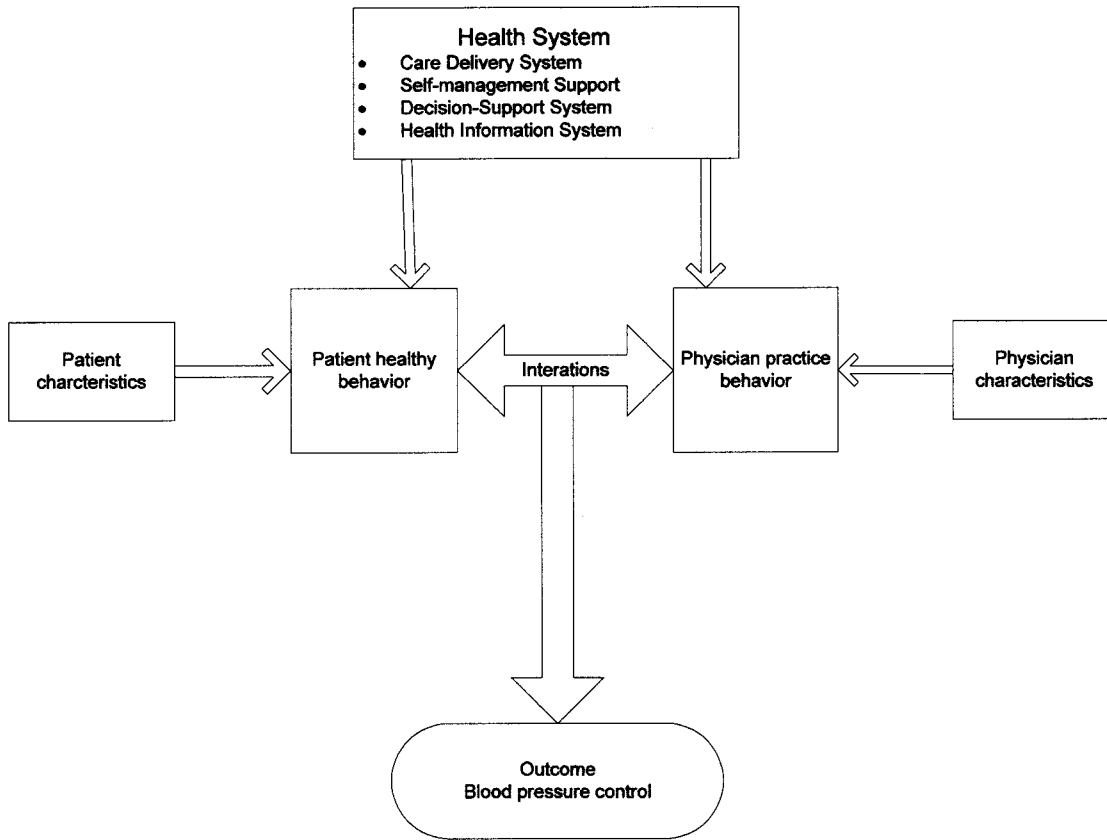 Health System
• Care Delivery System
• Self-management Support
• Decision-Support System
• Health Information System
Patient
charcteristics
Patient healthy
behavior
Interations
Physician practice
behavior
Physician
characteristics
Outcome
Blood pressure control